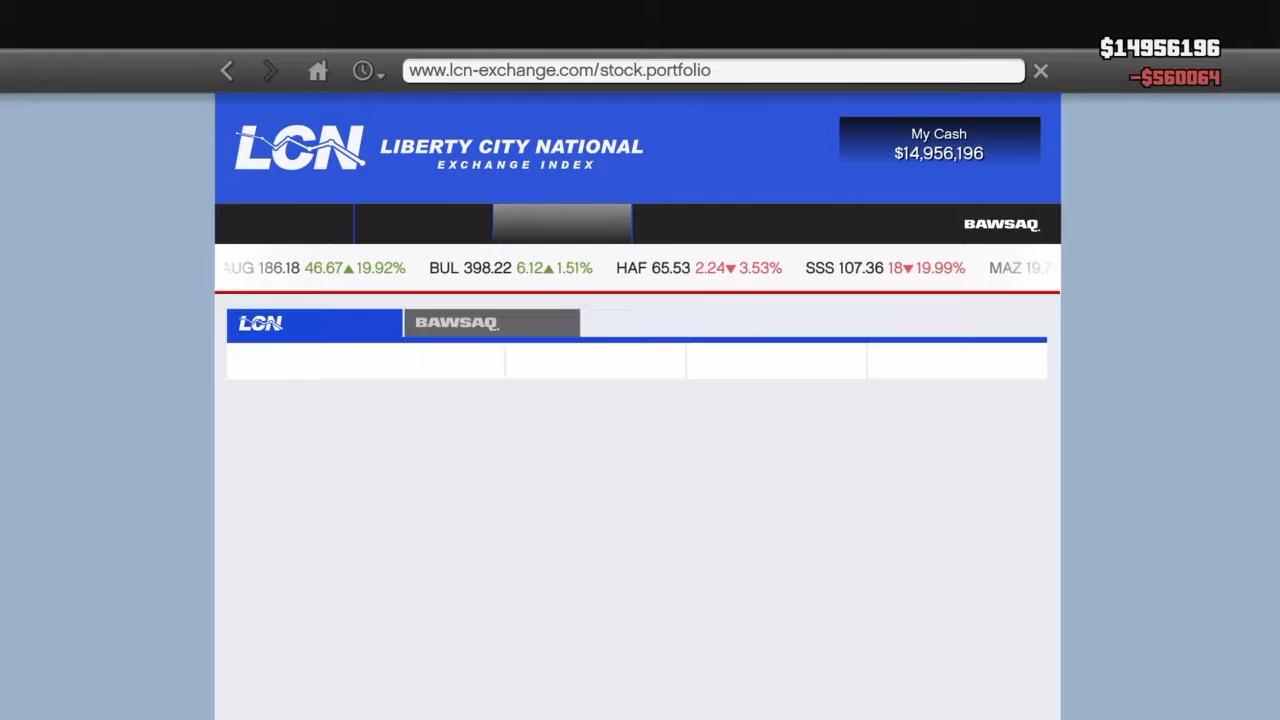 $14956196
www.lcn-exchange.com/stock.portfolio
-$560064
LCN LIBERTY CITY NATIONAL
EXCHANGE INDEX
My Cash
$14,956,196
BAWSAQ
AUG 186.18 46.67▲19.92% BUL 398.22 6.12▲1.51% HAF 65.53 2.24▼3.53% SSS 107.36 18▼19.99% MAZ 19.7
LCN BAWSAQ